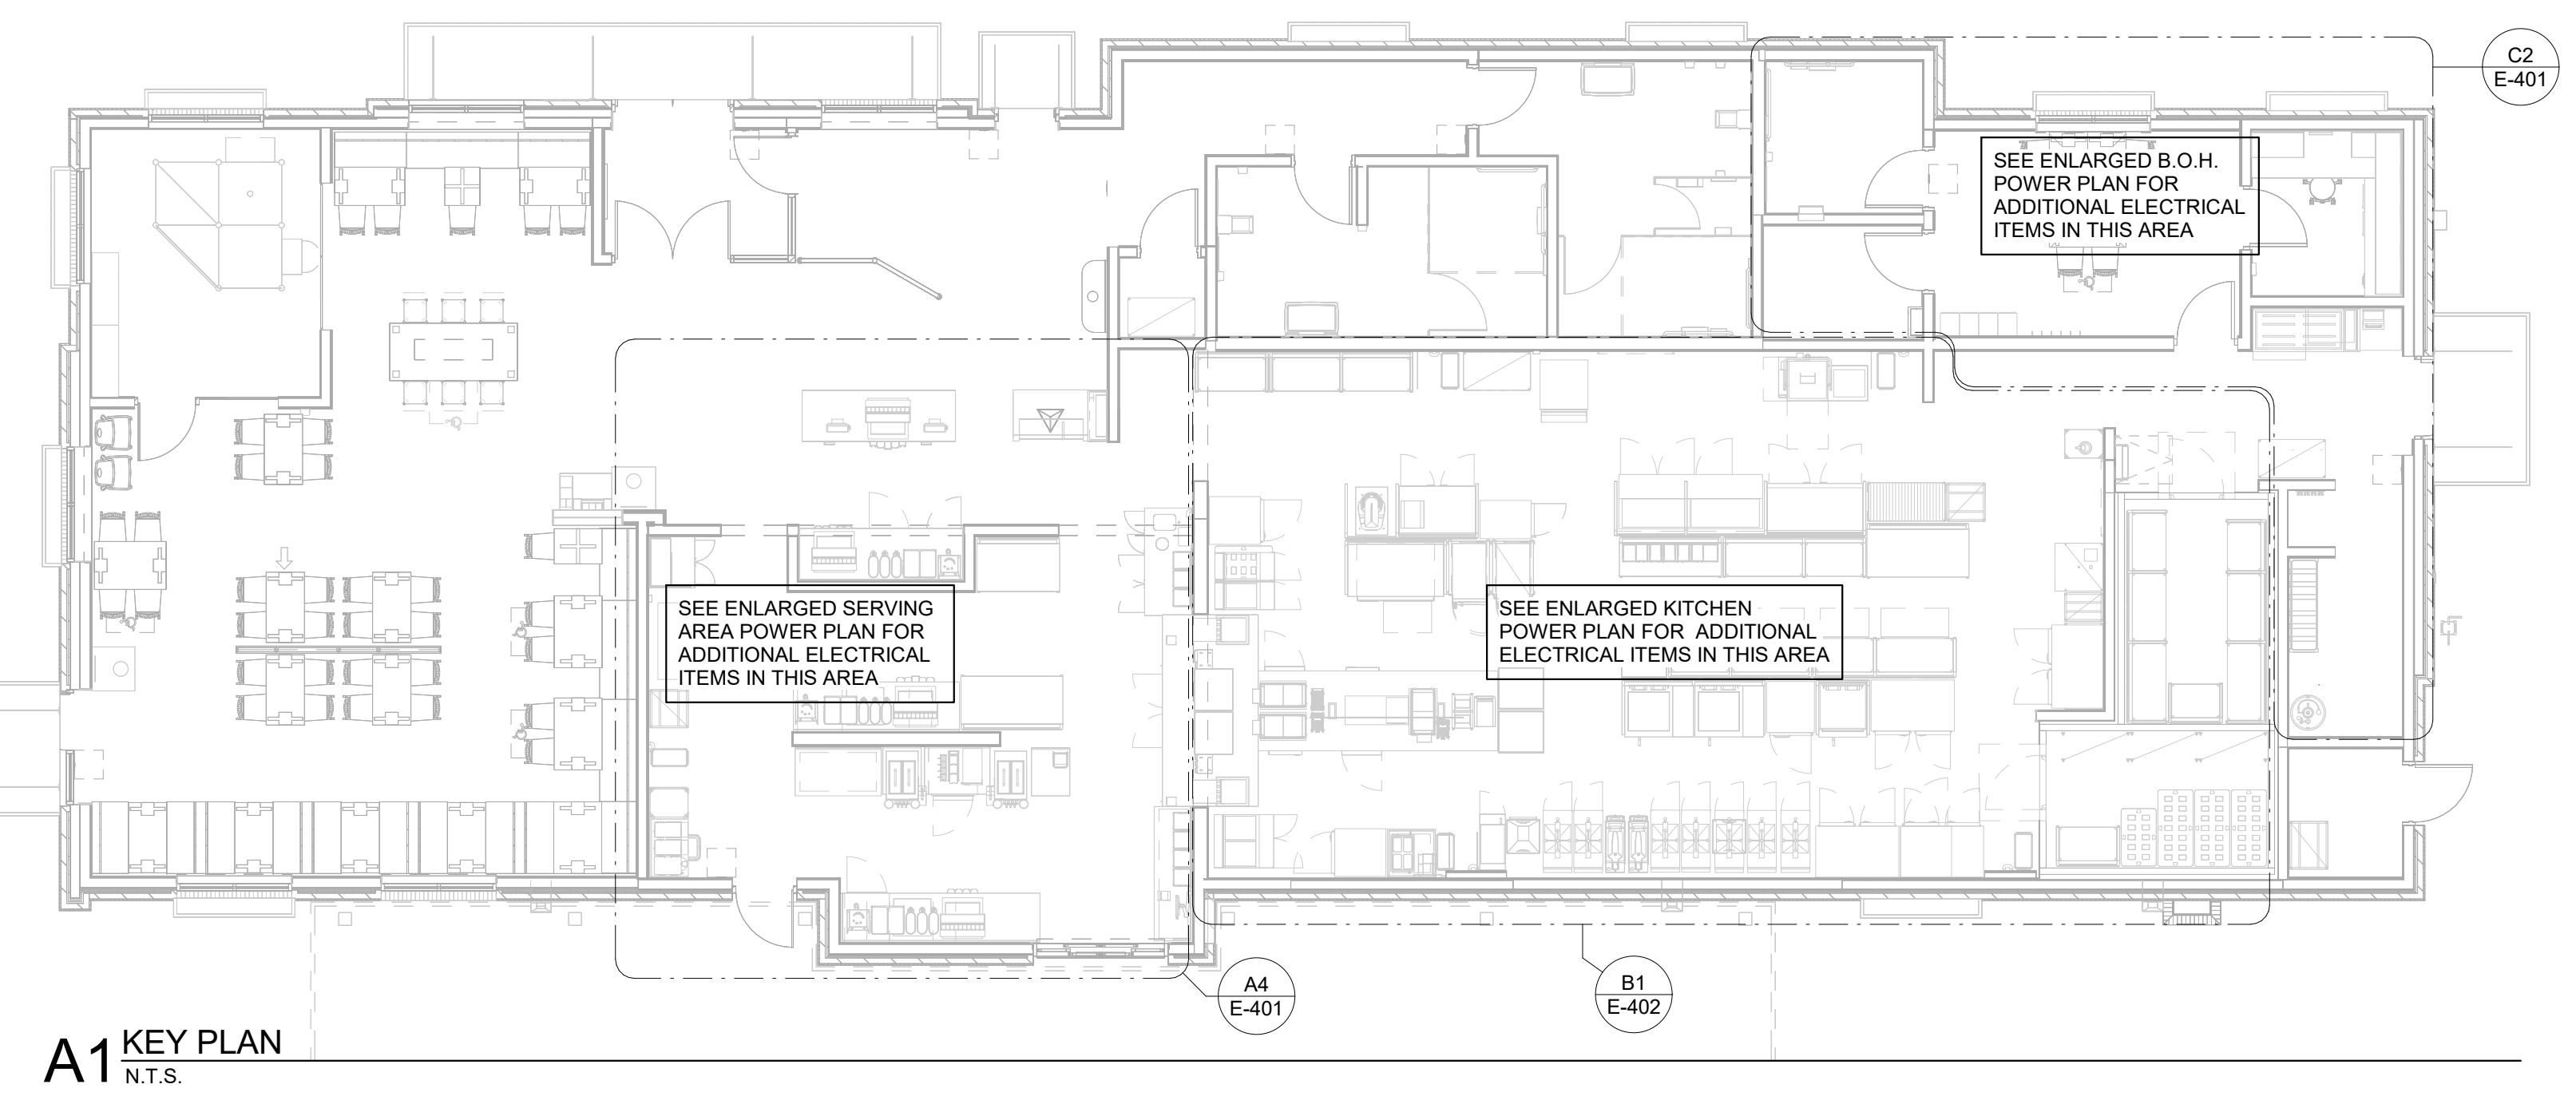 C2
E-401
SEE ENLARGED B.O.H.
POWER PLAN FOR
ADDITIONAL ELECTRICAL
ITEMS IN THIS AREA
SEE ENLARGED SERVING
AREA POWER PLAN FOR
ADDITIONAL ELECTRICAL
ITEMS IN THIS AREA
SEE ENLARGED KITCHEN
POWER PLAN FOR  ADDITIONAL
ELECTRICAL ITEMS IN THIS AREA
A4
E-401
B1
E-402
A1 KEY PLAN
N.T.S.